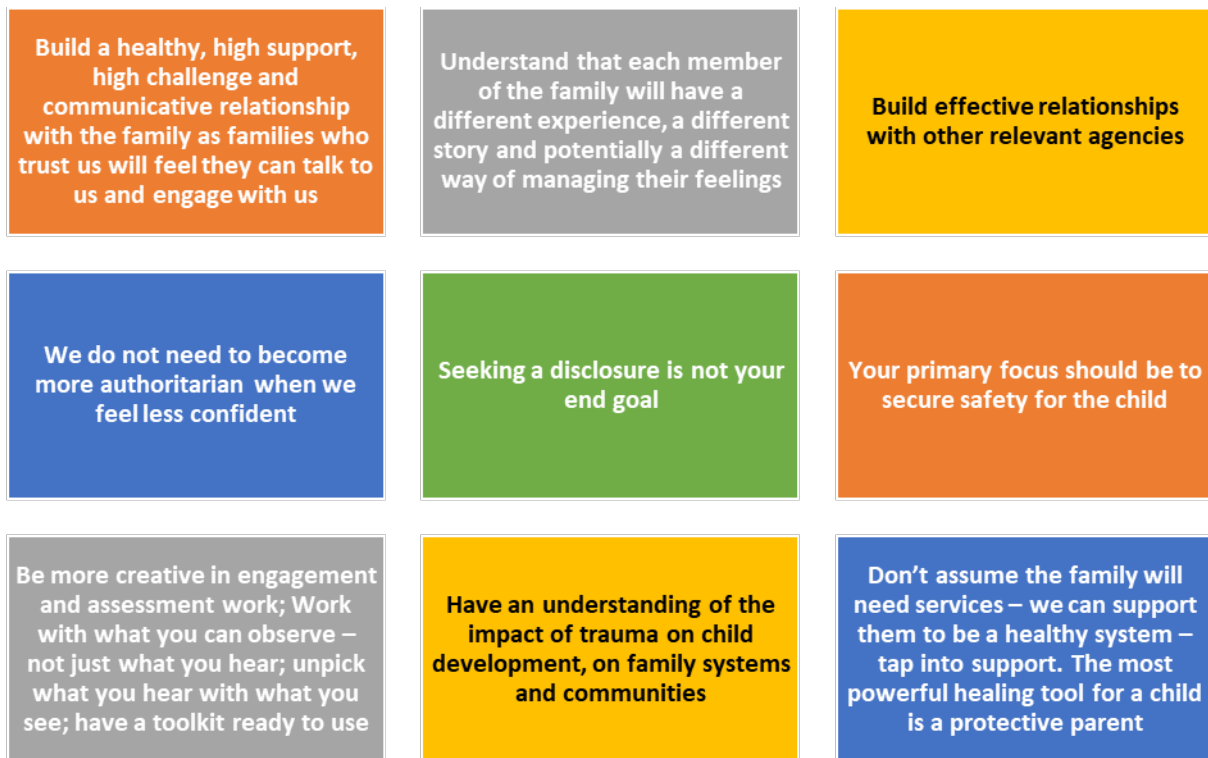 Build a healthy, high support,
high challenge and
communicative relationship
with the family as families who
trust us will feel they can talk to
us and engage with us
Understand that each member
of the family will have a
different experience, a different
story and potentially a different
way of managing their feelings
Build effective relationships
with other relevant agencies
We do not need to become
more authoritarian when we
feel less confident
Seeking a disclosure is not your
end goal
Your primary focus should be to
secure safety for the child
Be more creative in engagement
and assessment work; Work
with what you can observe –
not just what you hear; unpick
what you hear with what you
see; have a toolkit ready to use
Have an understanding of the
impact of trauma on child
development, on family systems
and communities
Don’t assume the family will
need services – we can support
them to be a healthy system –
tap into support. The most
powerful healing tool for a child
is a protective parent